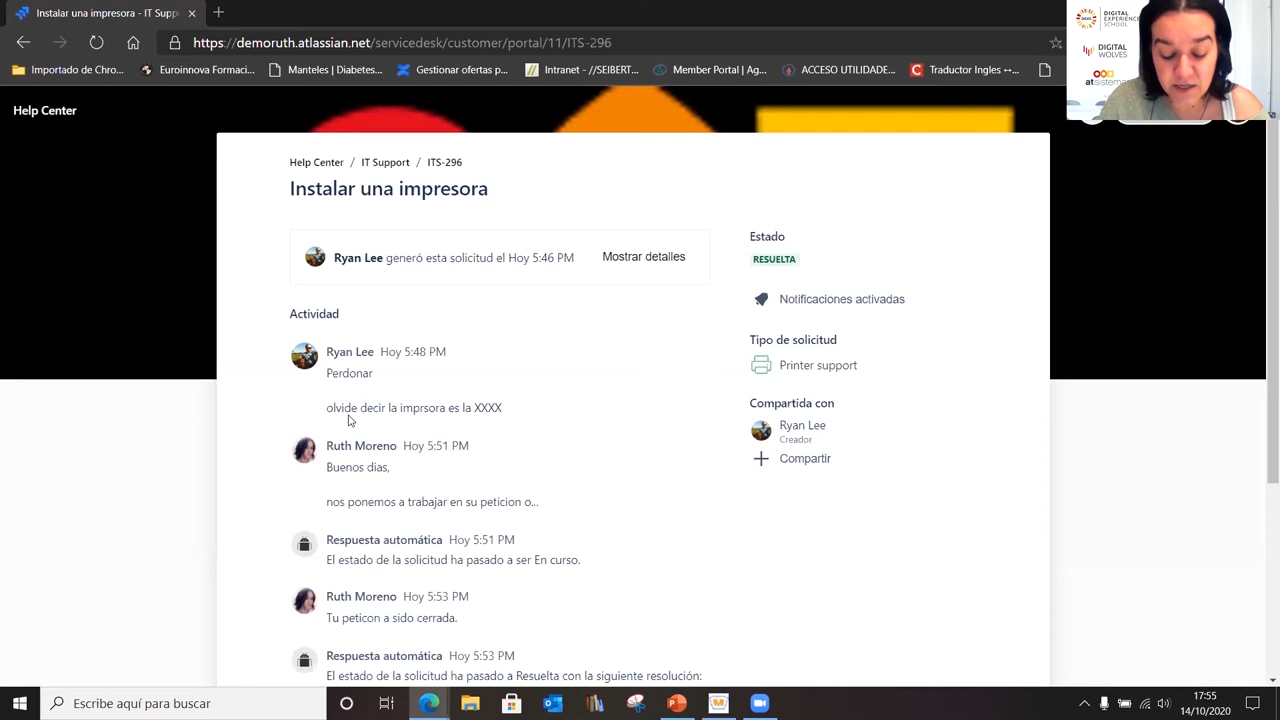 Instalar una impresora - IT Supp
https://demoruth.atlassian.net/servicedesk/customer/portal/11/ITS-296
Importado de Chro...
Euroinnova Formaci...
Manteles | Diabetes...
Gestionar ofertas p...
Intranet - //SEIBERT...
Member Portal | Ag...
ACCESO UTILIDADE...
Traductor Ingles ↔...
DIGITAL
EXPERIENCE
SCHOOL
DIGITAL
WOLVES
Help Center
Help Center / IT Support / ITS-296
Instalar una impresora
Ryan Lee generó esta solicitud el Hoy 5:46 PM
Mostrar detalles
Actividad
Ryan Lee Hoy 5:48 PM
Perdonar
olvide decir la imprsora es la XXXX
Ruth Moreno Hoy 5:51 PM
Buenos dias,
nos ponemos a trabajar en su peticion o...
Respuesta automática Hoy 5:51 PM
El estado de la solicitud ha pasado a ser En curso.
Ruth Moreno Hoy 5:53 PM
Tu peticon a sido cerrada.
Respuesta automática Hoy 5:53 PM
El estado de la solicitud ha pasado a Resuelta con la siguiente resolución:
Estado
RESUELTA
Notificaciones activadas
Tipo de solicitud
Printer support
Compartida con
Ryan Lee
Creador
Compartir
Escribe aquí para buscar
17:55
14/10/2020